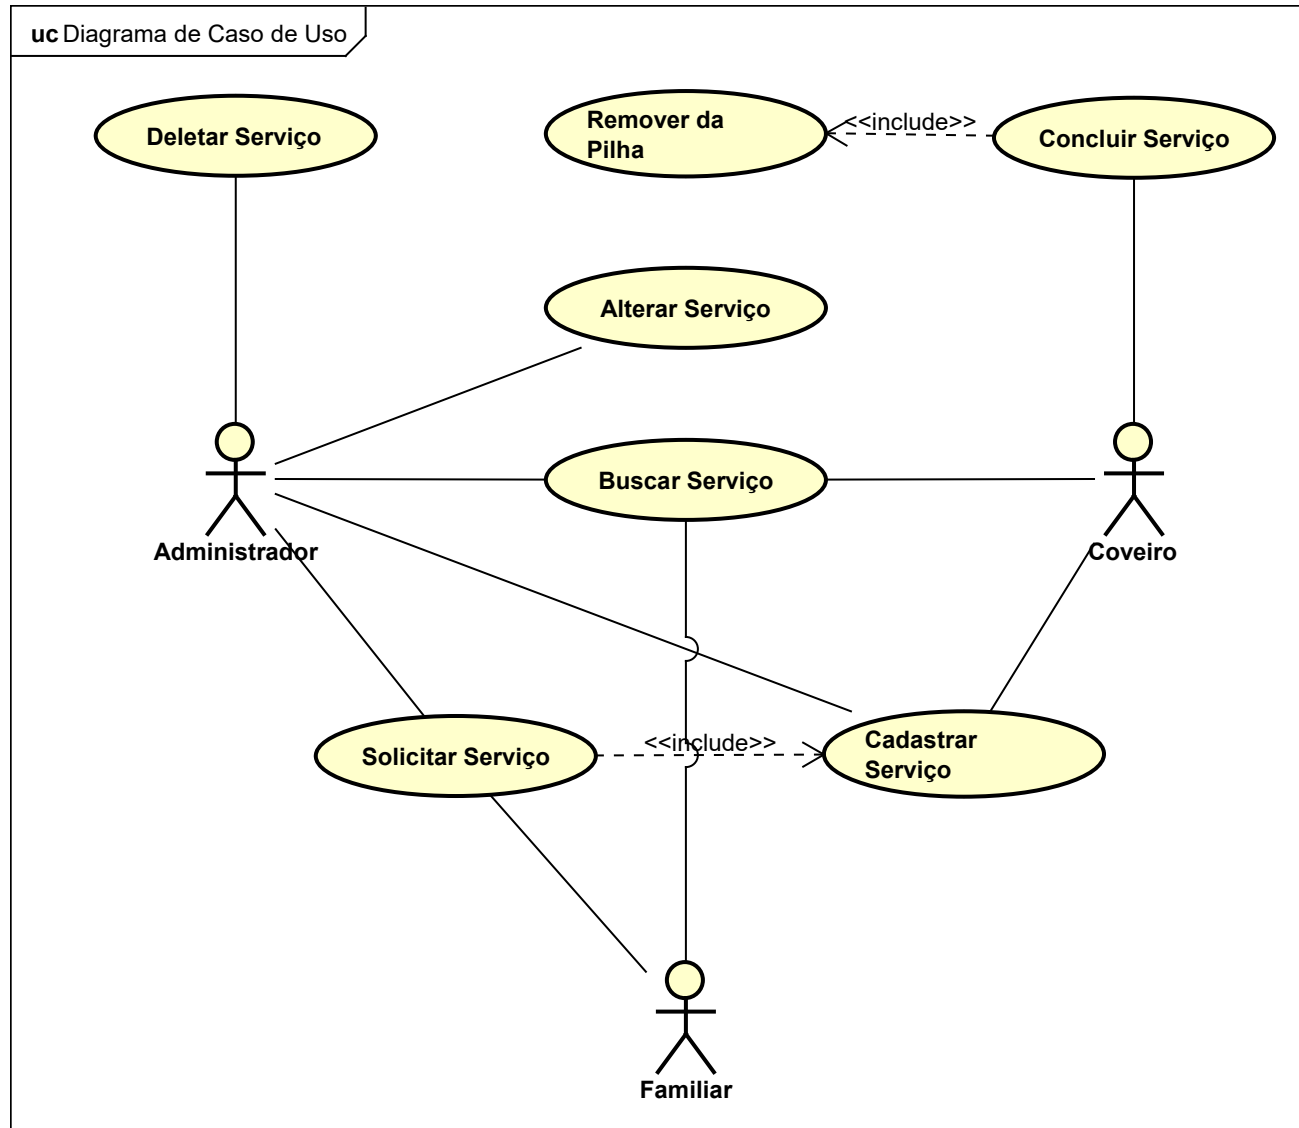 uc Diagrama de Caso de Uso
Deletar Serviço
Remover da
Pilha
<<include>>
Concluir Serviço
Alterar Serviço
Buscar Serviço
Administrador
Coveiro
Solicitar Serviço
<<include>>
Cadastrar
Serviço
Familiar